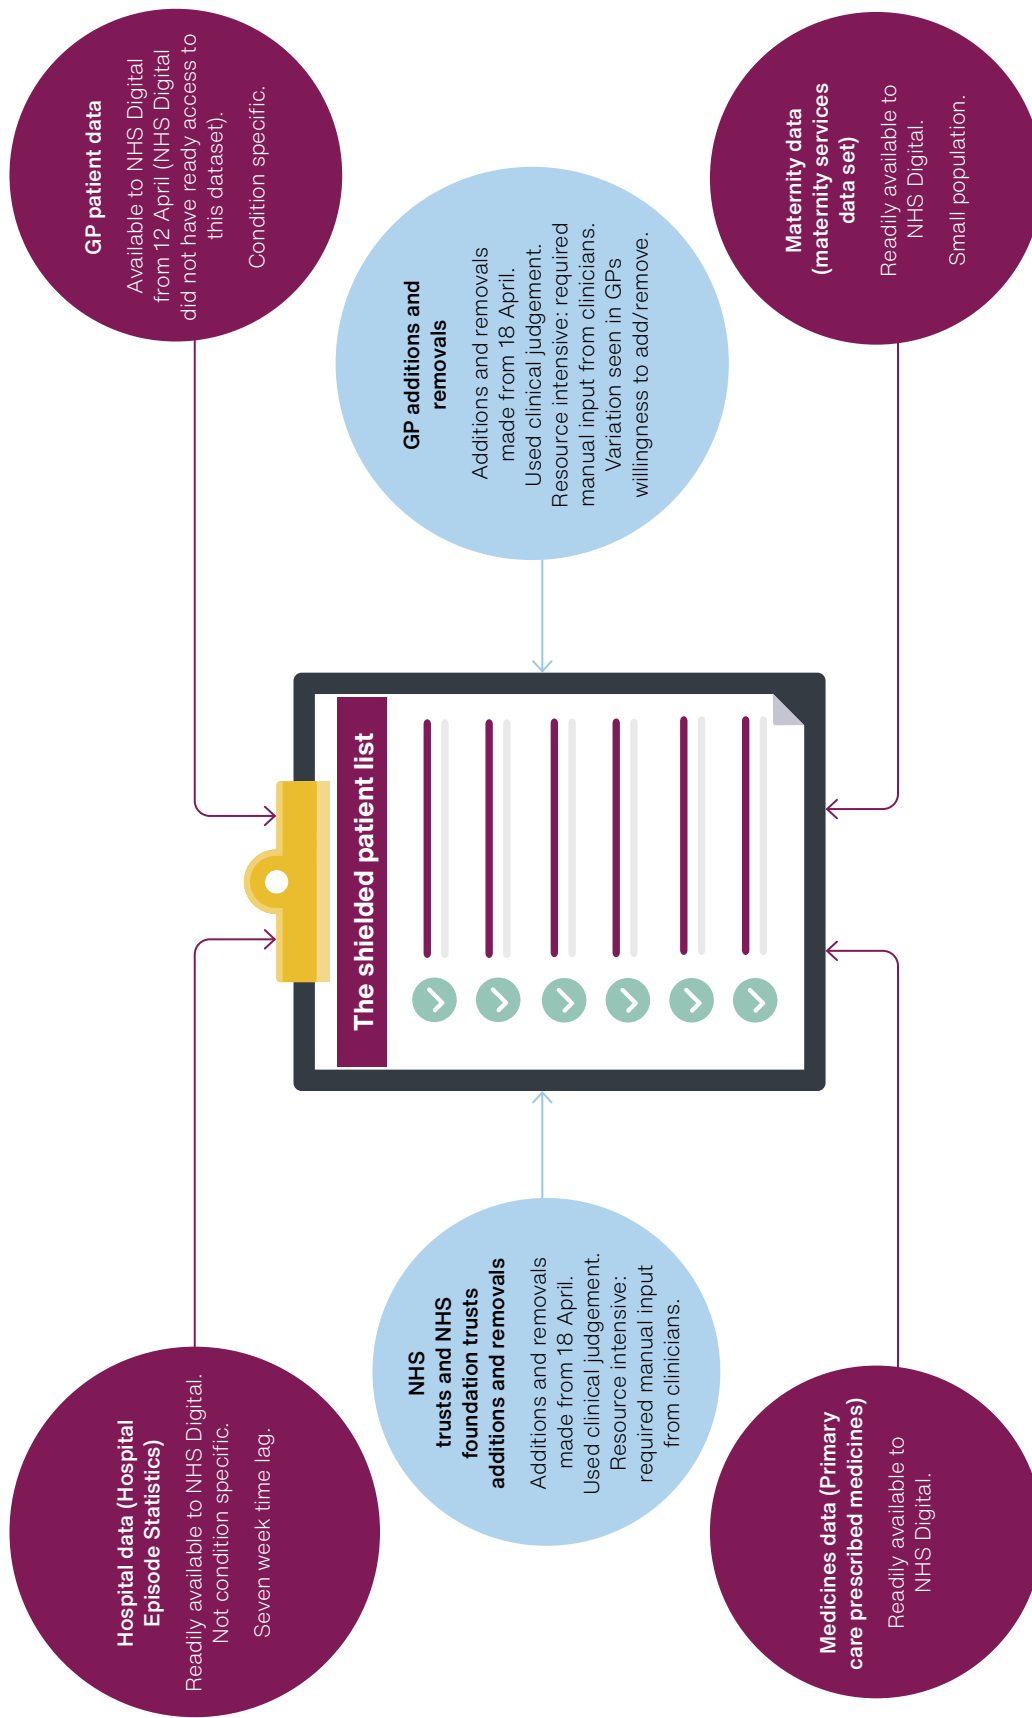 Hospital data (Hospital
Episode Statistics)
Readily available to NHS Digital.
Not condition specific.
Seven week time lag.
GP patient data
Available to NHS Digital
from 12 April (NHS Digital
did not have ready access to
this dataset).
Condition specific.
The shielded patient list
NHS
trusts and NHS
foundation trusts
additions and removals
Additions and removals
made from 18 April.
Used clinical judgement.
Resource intensive:
required manual input
from clinicians.
GP additions and
removals
Additions and removals
made from 18 April.
Used clinical judgement.
Resource intensive: required
manual input from clinicians.
Variation seen in GPs
willingness to add/remove.
Medicines data (Primary
care prescribed medicines)
Readily available to
NHS Digital.
Maternity data
(maternity services
data set)
Readily available to
NHS Digital.
Small population.